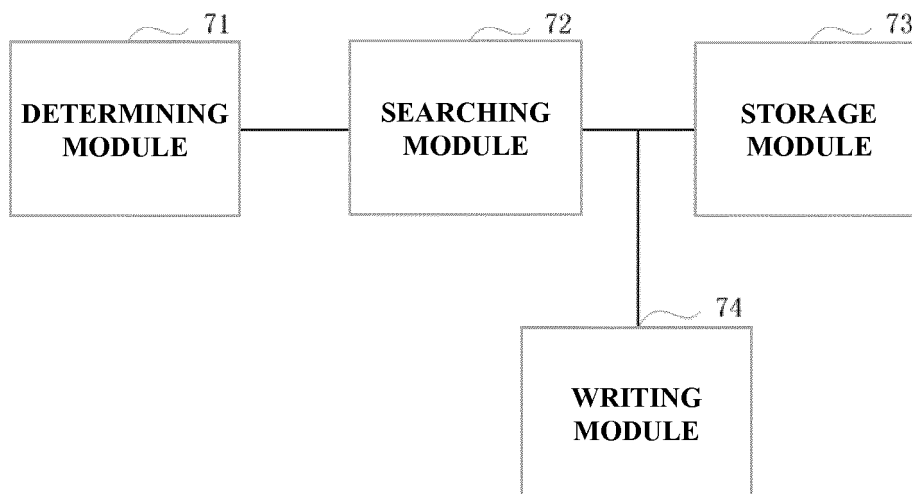 71
72
73
DETERMINING
MODULE
SEARCHING
MODULE
STORAGE
MODULE
74
WRITING
MODULE